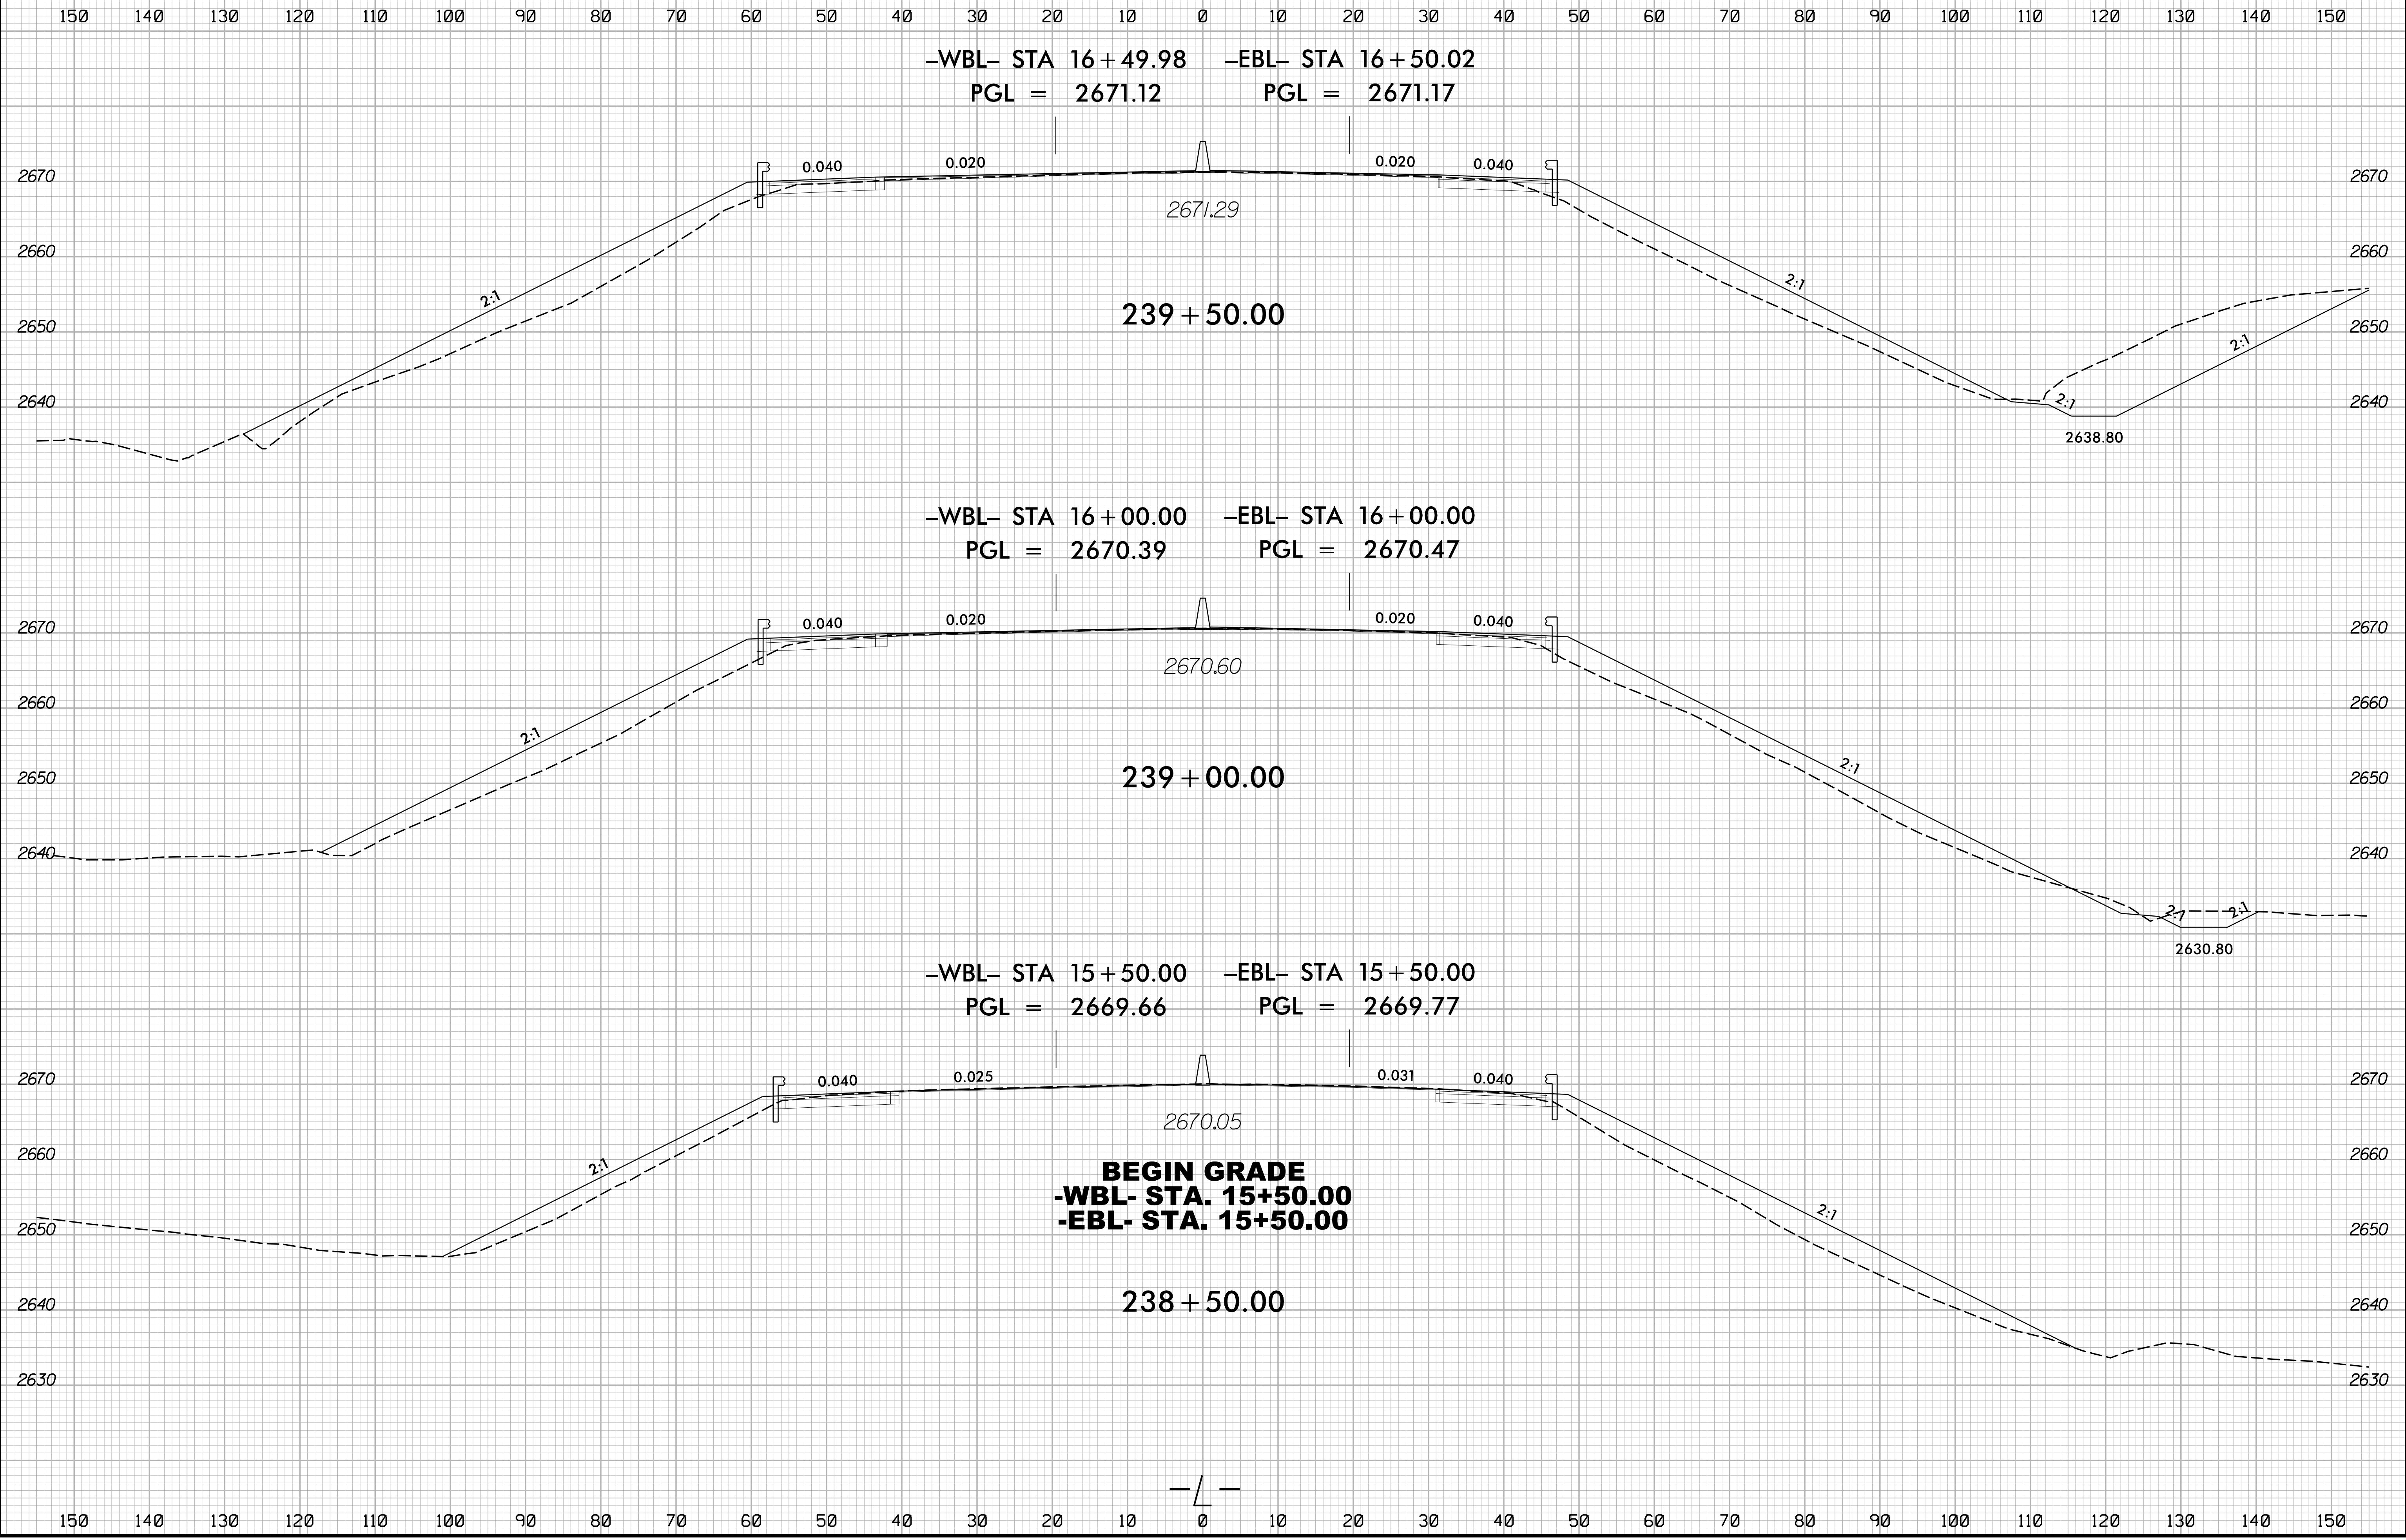 150 140 130 120 110 100 90 80 70 60 50 40 30 20 10 0 10 20 30 40 50 60 70 80 90 100 110 120 130 140 150
–WBL– STA 16+49.98 –EBL– STA 16+50.02
PGL = 2671.12 PGL = 2671.17
0.040 0.020 0.020 0.040
2670 2670
2671.29
2660 2660
2:1 2:1
239+50.00
2650 2650
2:1
2640 2:1 2640
2638.80
–WBL– STA 16+00.00 –EBL– STA 16+00.00
PGL = 2670.39 PGL = 2670.47
0.040 0.020 0.020 0.040
2670 2670
2670.60
2660 2660
2:1 2:1
239+00.00
2650 2650
2640 2640
2:1 2:1
2630.80
–WBL– STA 15+50.00 –EBL– STA 15+50.00
PGL = 2669.66 PGL = 2669.77
0.040 0.025 0.031 0.040
2670 2670
2670.05
2660 2660
2:1
BEGIN GRADE
-WBL- STA. 15+50.00
-EBL- STA. 15+50.00
2:1
2650 2650
238+50.00
2640 2640
2630 2630
–L–
150 140 130 120 110 100 90 80 70 60 50 40 30 20 10 0 10 20 30 40 50 60 70 80 90 100 110 120 130 140 150